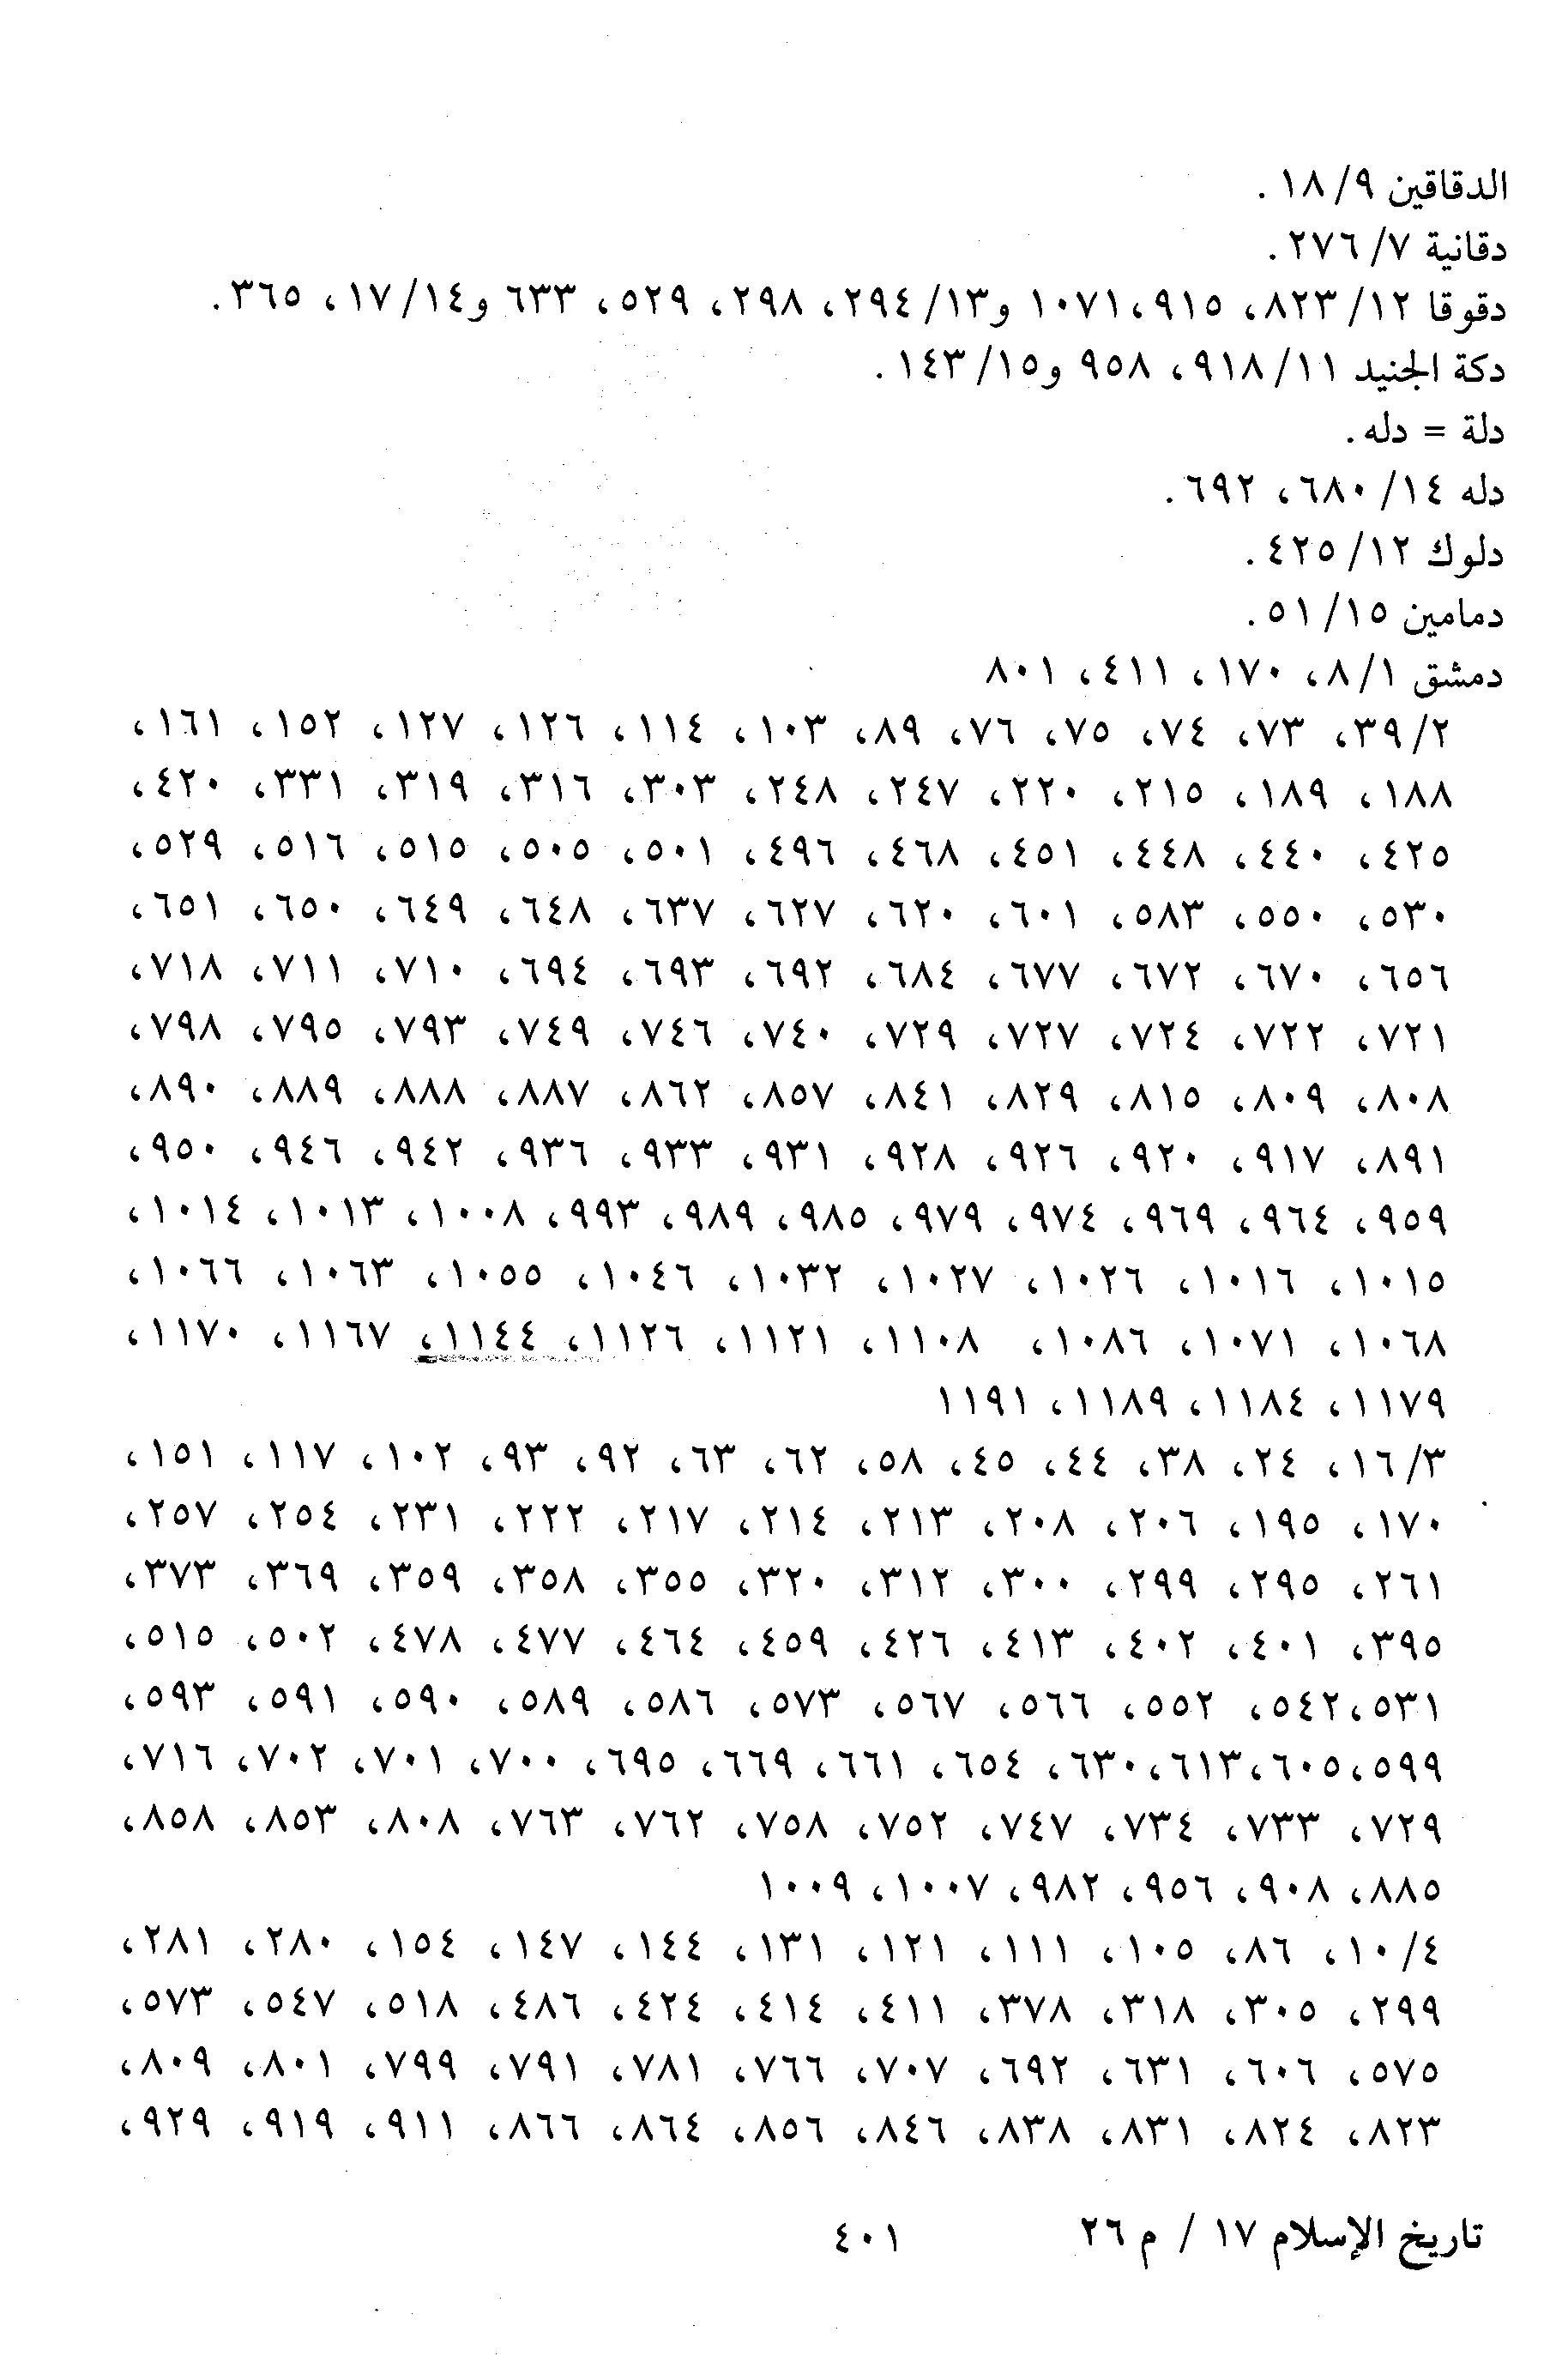 الدقاقين ٩/ ١٨ .
دقانية ٧/ ٢٧٦ .
دقوقا ١٢/ ٨٢٣، ٩١٥،١٠٧١ و١٣/ ٢٩٤، ٢٩٨، ٥٢٩، ٦٣٣ و١٤/ ١٧، ٣٦٥ .
دكة الجنيد ١١/ ٩١٨، ٩٥٨ و١٥/ ١٤٣ .
دلة = دله .
دله ١٤/ ٦٨٠، ٦٩٢ .
دلوك ١٢/ ٤٢٥ .
دمامين ١٥/ ٥١ .
دمشق ١/ ٨، ١٧٠، ٤١١، ٨٠١
٢/ ٣٩، ٧٣، ٧٤، ٧٥، ٧٦، ٨٩، ١٠٣، ١١٤، ١٢٦، ١٢٧، ١٥٢، ١٦١،
١٨٨، ١٨٩، ٢١٥، ٢٢٠، ٢٤٧، ٢٤٨، ٣٠٣، ٣١٦، ٣١٩، ٣٣١، ٤٢٠،
٤٢٥، ٤٤٠، ٤٤٨، ٤٥١، ٤٦٨، ٤٩٦، ٥٠١، ٥٠٥، ٥١٥، ٥١٦، ٥٢٩،
٥٣٠، ٥٥٠، ٥٨٣، ٦٠١، ٦٢٠، ٦٢٧، ٦٣٧، ٦٤٨، ٦٤٩، ٦٥٠، ٦٥١،
٦٥٦، ٦٧٠، ٦٧٢، ٦٧٧، ٦٨٤، ٦٩٢، ٦٩٣، ٦٩٤، ٧١٠، ٧١١، ٧١٨،
٧٢١، ٧٢٢، ٧٢٤، ٧٢٧، ٧٢٩، ٧٤٠، ٧٤٦، ٧٤٩، ٧٩٣، ٧٩٥، ٧٩٨،
٨٠٨، ٨٠٩، ٨١٥، ٨٢٩، ٨٤١، ٨٥٧، ٨٦٢، ٨٨٧، ٨٨٨، ٨٨٩، ٨٩٠،
٨٩١، ٩١٧، ٩٢٠، ٩٢٦، ٩٢٨، ٩٣١، ٩٣�، ٩٣٦، ٩٤٢، ٩٤٦، ٩٥٠،
٩٥٩، ٩٦٤، ٩٦٩، ٩٧٤، ٩٧٩، ٩٨٥، ٩٨٩، ٩٩٣، ١٠٠٨، ١٠١٣، ١٠١٤،
١٠١٥، ١٠١٦، ١٠٢٦، ١٠٢٧، ١٠٣٢، ١٠٤٦، ١٠٥٥، ١٠٦٣، ١٠٦٦،
١٠٦٨، ١٠٧١، ١٠٨٦، ١١٠٨، ١١٢١، ١١٢٦، ١١٤٤، ١١٦٧، ١١٧٠،
١١٧٩، ١١٨٤، ١١٨٩، ١١٩١
٣/ ١٦، ٢٤، ٣٨، ٤٤، ٤٥، ٥٨، ٦٢، ٦٣، ٩٢، ٩٣، ١٠٢، ١١٧، ١٥١،
١٧٠، ١٩٥، ٢٠٦، ٢٠٨، ٢١٣، ٢١٤، ٢١٧، ٢٢٢، ٢٣١، ٢٥٤، ٢٥٧،
٢٦١، ٢٩٥، ٢٩٩، ٣٠٠، ٣١٢، ٣٢٠، ٣٥٥، ٣٥٨، ٣٥٩، ٣٦٩، ٣٧٣،
٣٩٥، ٤٠١، ٤٠٢، ٤١٣، ٤٢٦، ٤٥٩، ٤٦٤، ٤٧٧، ٤٧٨، ٥٠٢، ٥١٥،
٥٣١،٥٤٢، ٥٥٢، ٥٦٦، ٥٦٧، ٥٧٣، ٥٨٦، ٥٨٩، ٥٩٠، ٥٩١، ٥٩٣،
٥٩٩،٦٠٥،٦١٣،٦٣٠، ٦٥٤، ٦٦١، ٦٦٩، ٦٩٥، ٧٠٠، ٧٠١، ٧٠٢، ٧١٦،
٧٢٩، ٧٣٣، ٧٣٤، ٧٤٧، ٧٥٢، ٧٥٨، ٧٦٢، ٧٦٣، ٨٠٨، ٨٥٣، ٨٥٨،
٨٨٥، ٩٠٨، ٩٥٦، ٩٨٢، ١٠٠٧، ١٠٠٩
٤/ ١٠، ٨٦، ١٠٥، ١١١، ١٢١، ١٣١، ١٤٤، ١٤٧، ١٥٤، ٢٨٠، ٢٨١،
٢٩٩، ٣٠٥، ٣١٨، ٣٧٨، ٤١١، ٤١٤، ٤٢٤، ٤٨٦، ٥١٨، ٥٤٧، ٥٧٣،
٥٧٥، ٦٠٦، ٦٣١، ٦٩٢، ٧٠٧، ٧٦٦، ٧٨١، ٧٩١، ٧٩٩، ٨٠١، ٨٠٩،
٨٢٣، ٨٢٤، ٨٣١، ٨٣٨، ٨٤٦، ٨٥٦، ٨٦٤، ٨٦٦، ٩١١، ٩١٩، ٩٢٩،
تاريخ الإسلام ١٧ / م ٢٦
٤٠١